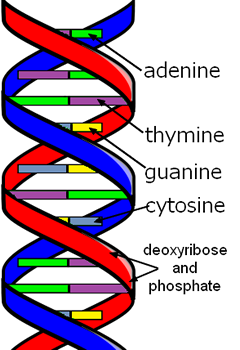 adenine
thymine
guanine
cytosine
deoxyribose
and
phosphate